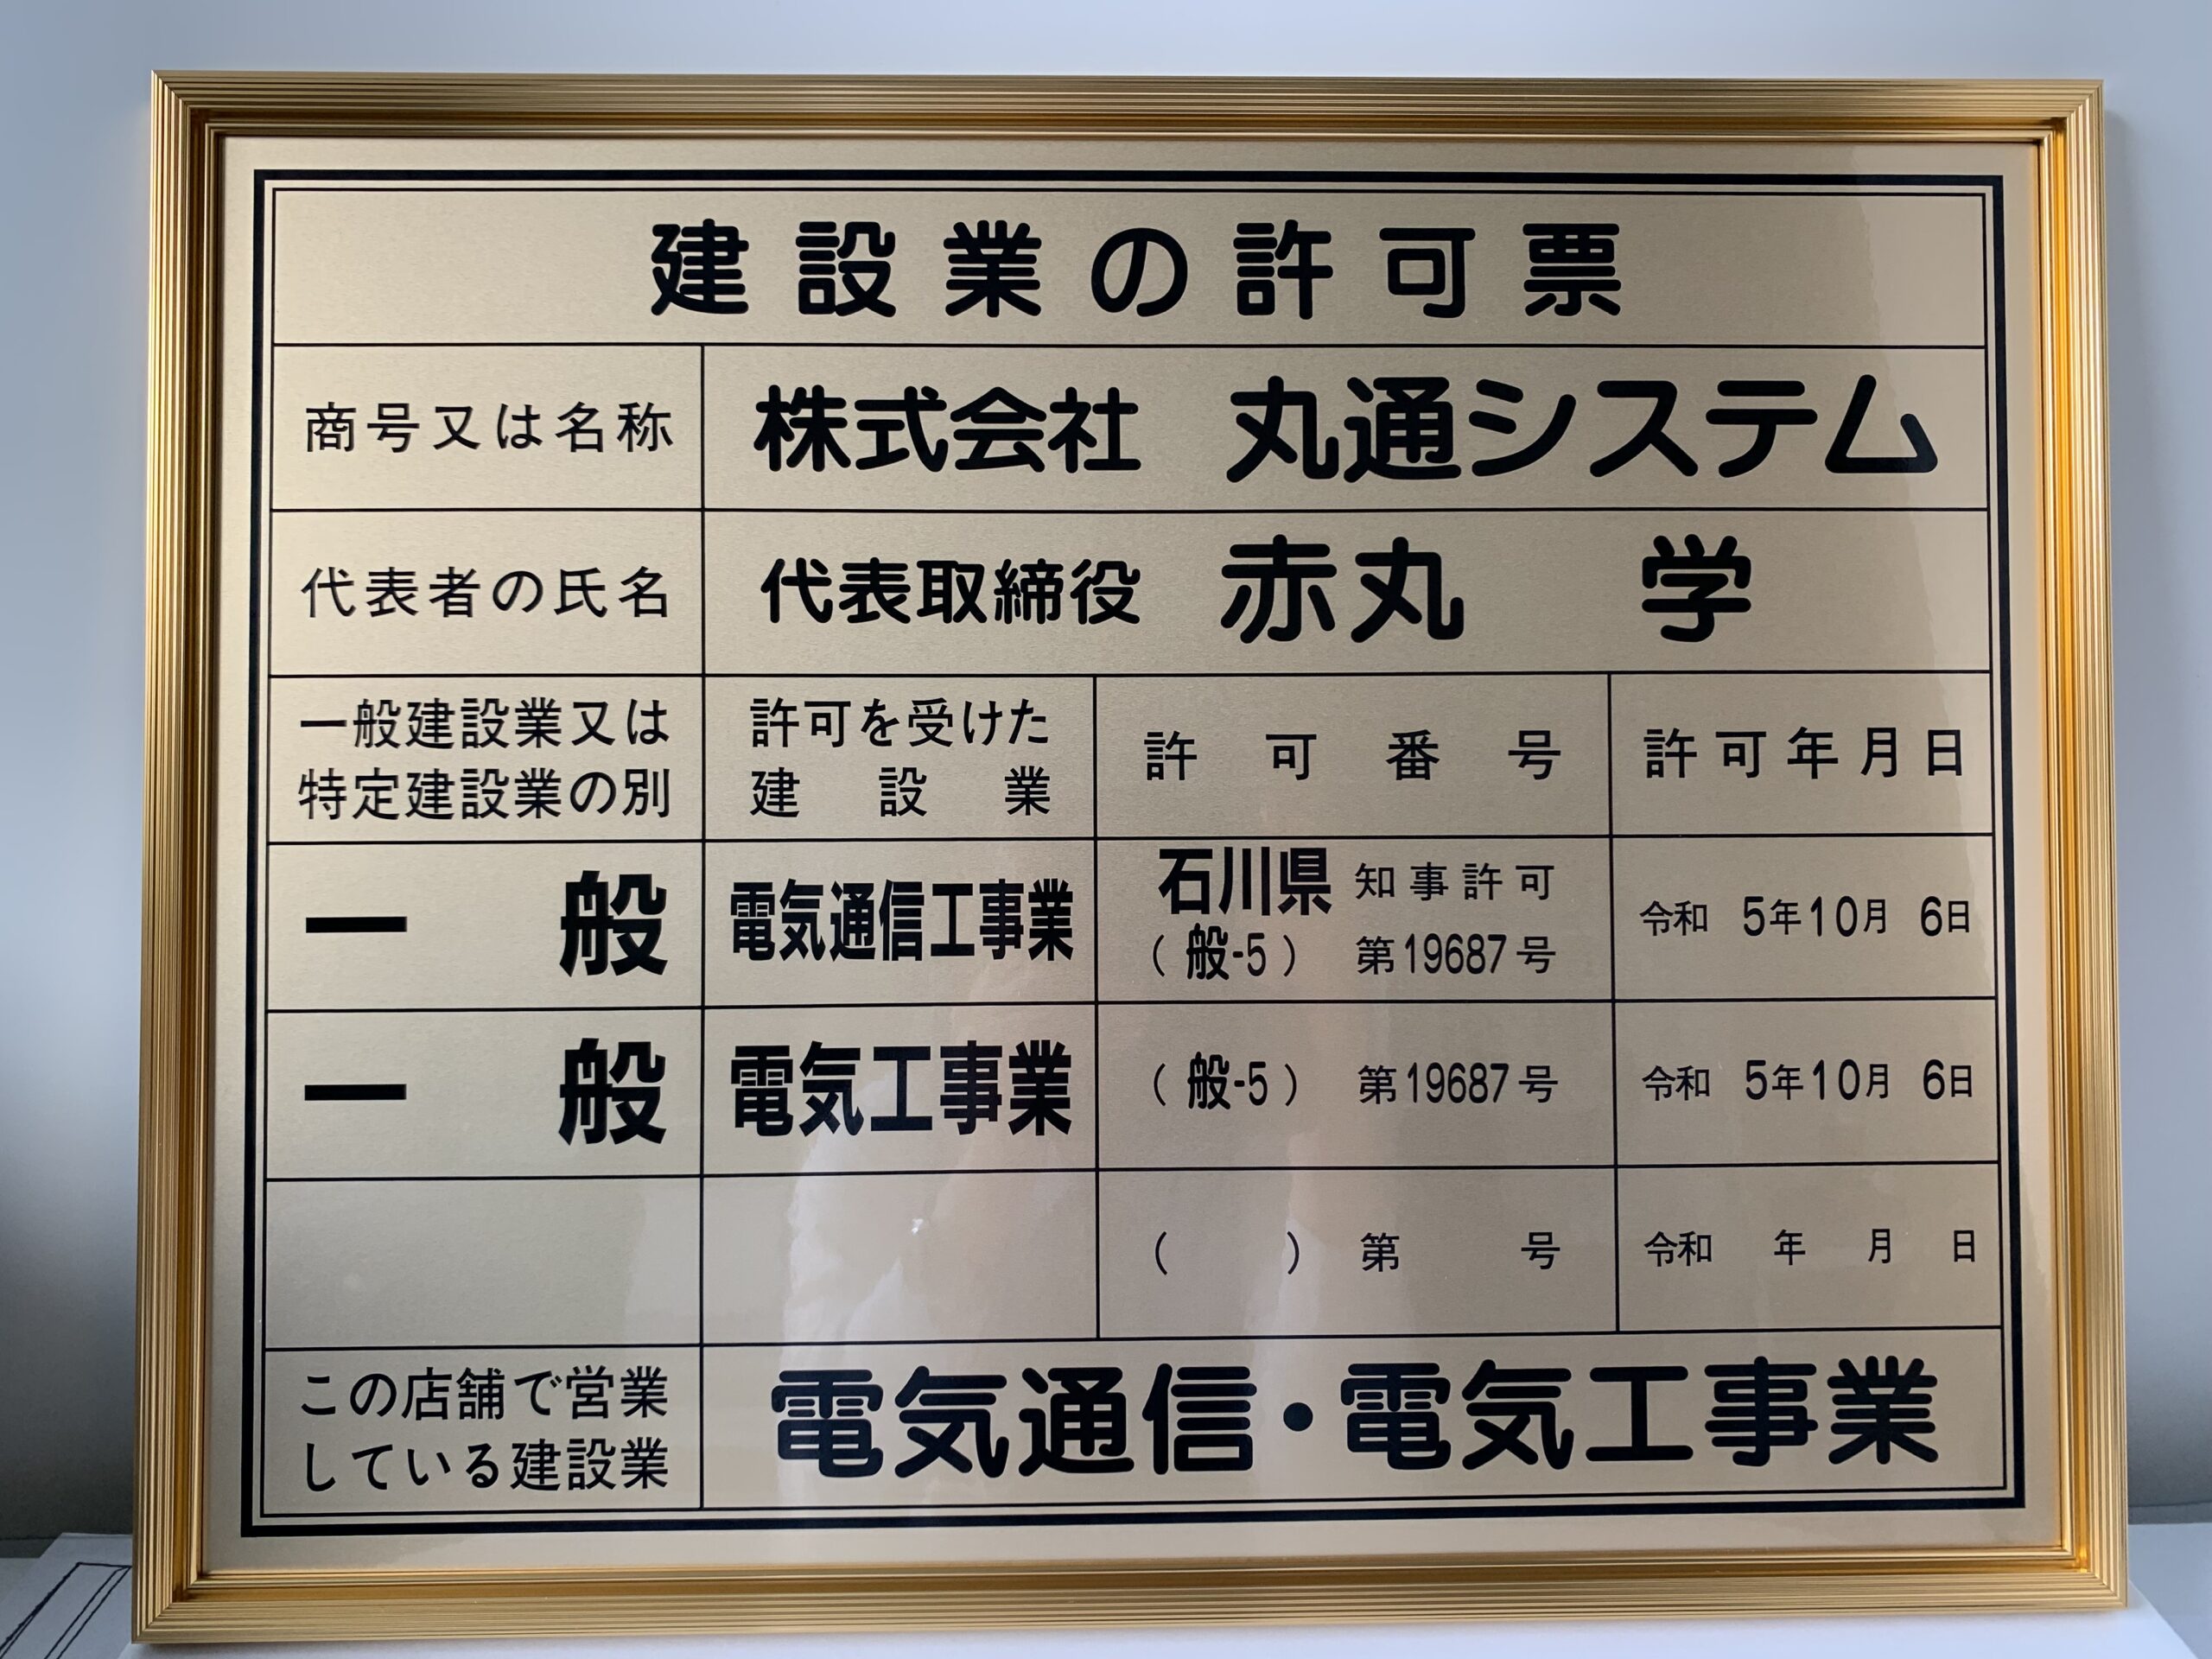 建設業の許可票
商号又は名称 株式会社 丸通システム
代表者の氏名 代表取締役 赤丸 学
一般建設業又は
特定建設業の別
許可を受けた
建設業
許可番号
許可年月日
一般 電気通信工事業
石川県 知事許可
(般-5) 第19687号
令和 5年10月 6日
一般 電気工事業 (般-5) 第19687号 令和 5年10月 6日
( ) 第 号 令和 年 月 日
この店舗で営業
している建設業
電気通信・電気工事業